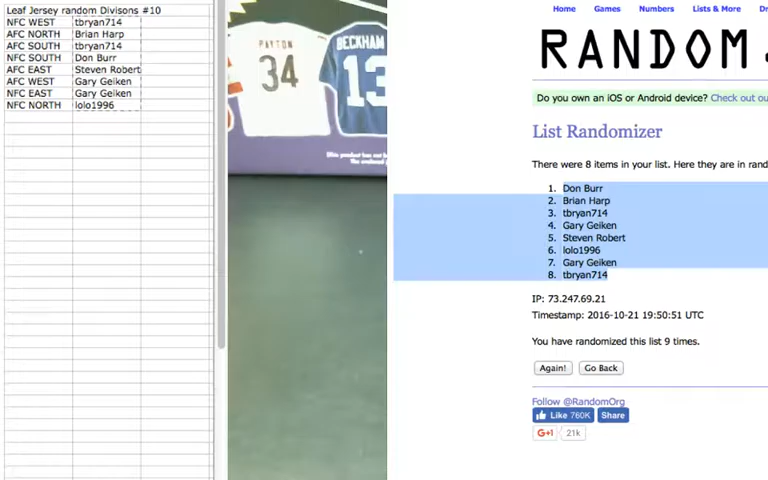 Leaf Jersey random Divisons #10
NFC WEST tbryan714
AFC NORTH Brian Harp
AFC SOUTH tbryan714
NFC SOUTH Don Burr
AFC EAST Steven Robert
AFC WEST Gary Geiken
NFC EAST Gary Geiken
NFC NORTH lolo1996
PAYTON
34
BECKHAM
13
Home Games Numbers Lists & More Dr
RANDOM
Do you own an iOS or Android device? Check out ou
List Randomizer
There were 8 items in your list. Here they are in rand
1. Don Burr
2. Brian Harp
3. tbryan714
4. Gary Geiken
5. Steven Robert
6. lolo1996
7. Gary Geiken
8. tbryan714
IP: 73.247.69.21
Timestamp: 2016-10-21 19:50:51 UTC
You have randomized this list 9 times.
Again! Go Back
Follow @RandomOrg
Like 760K Share
G+1 21k